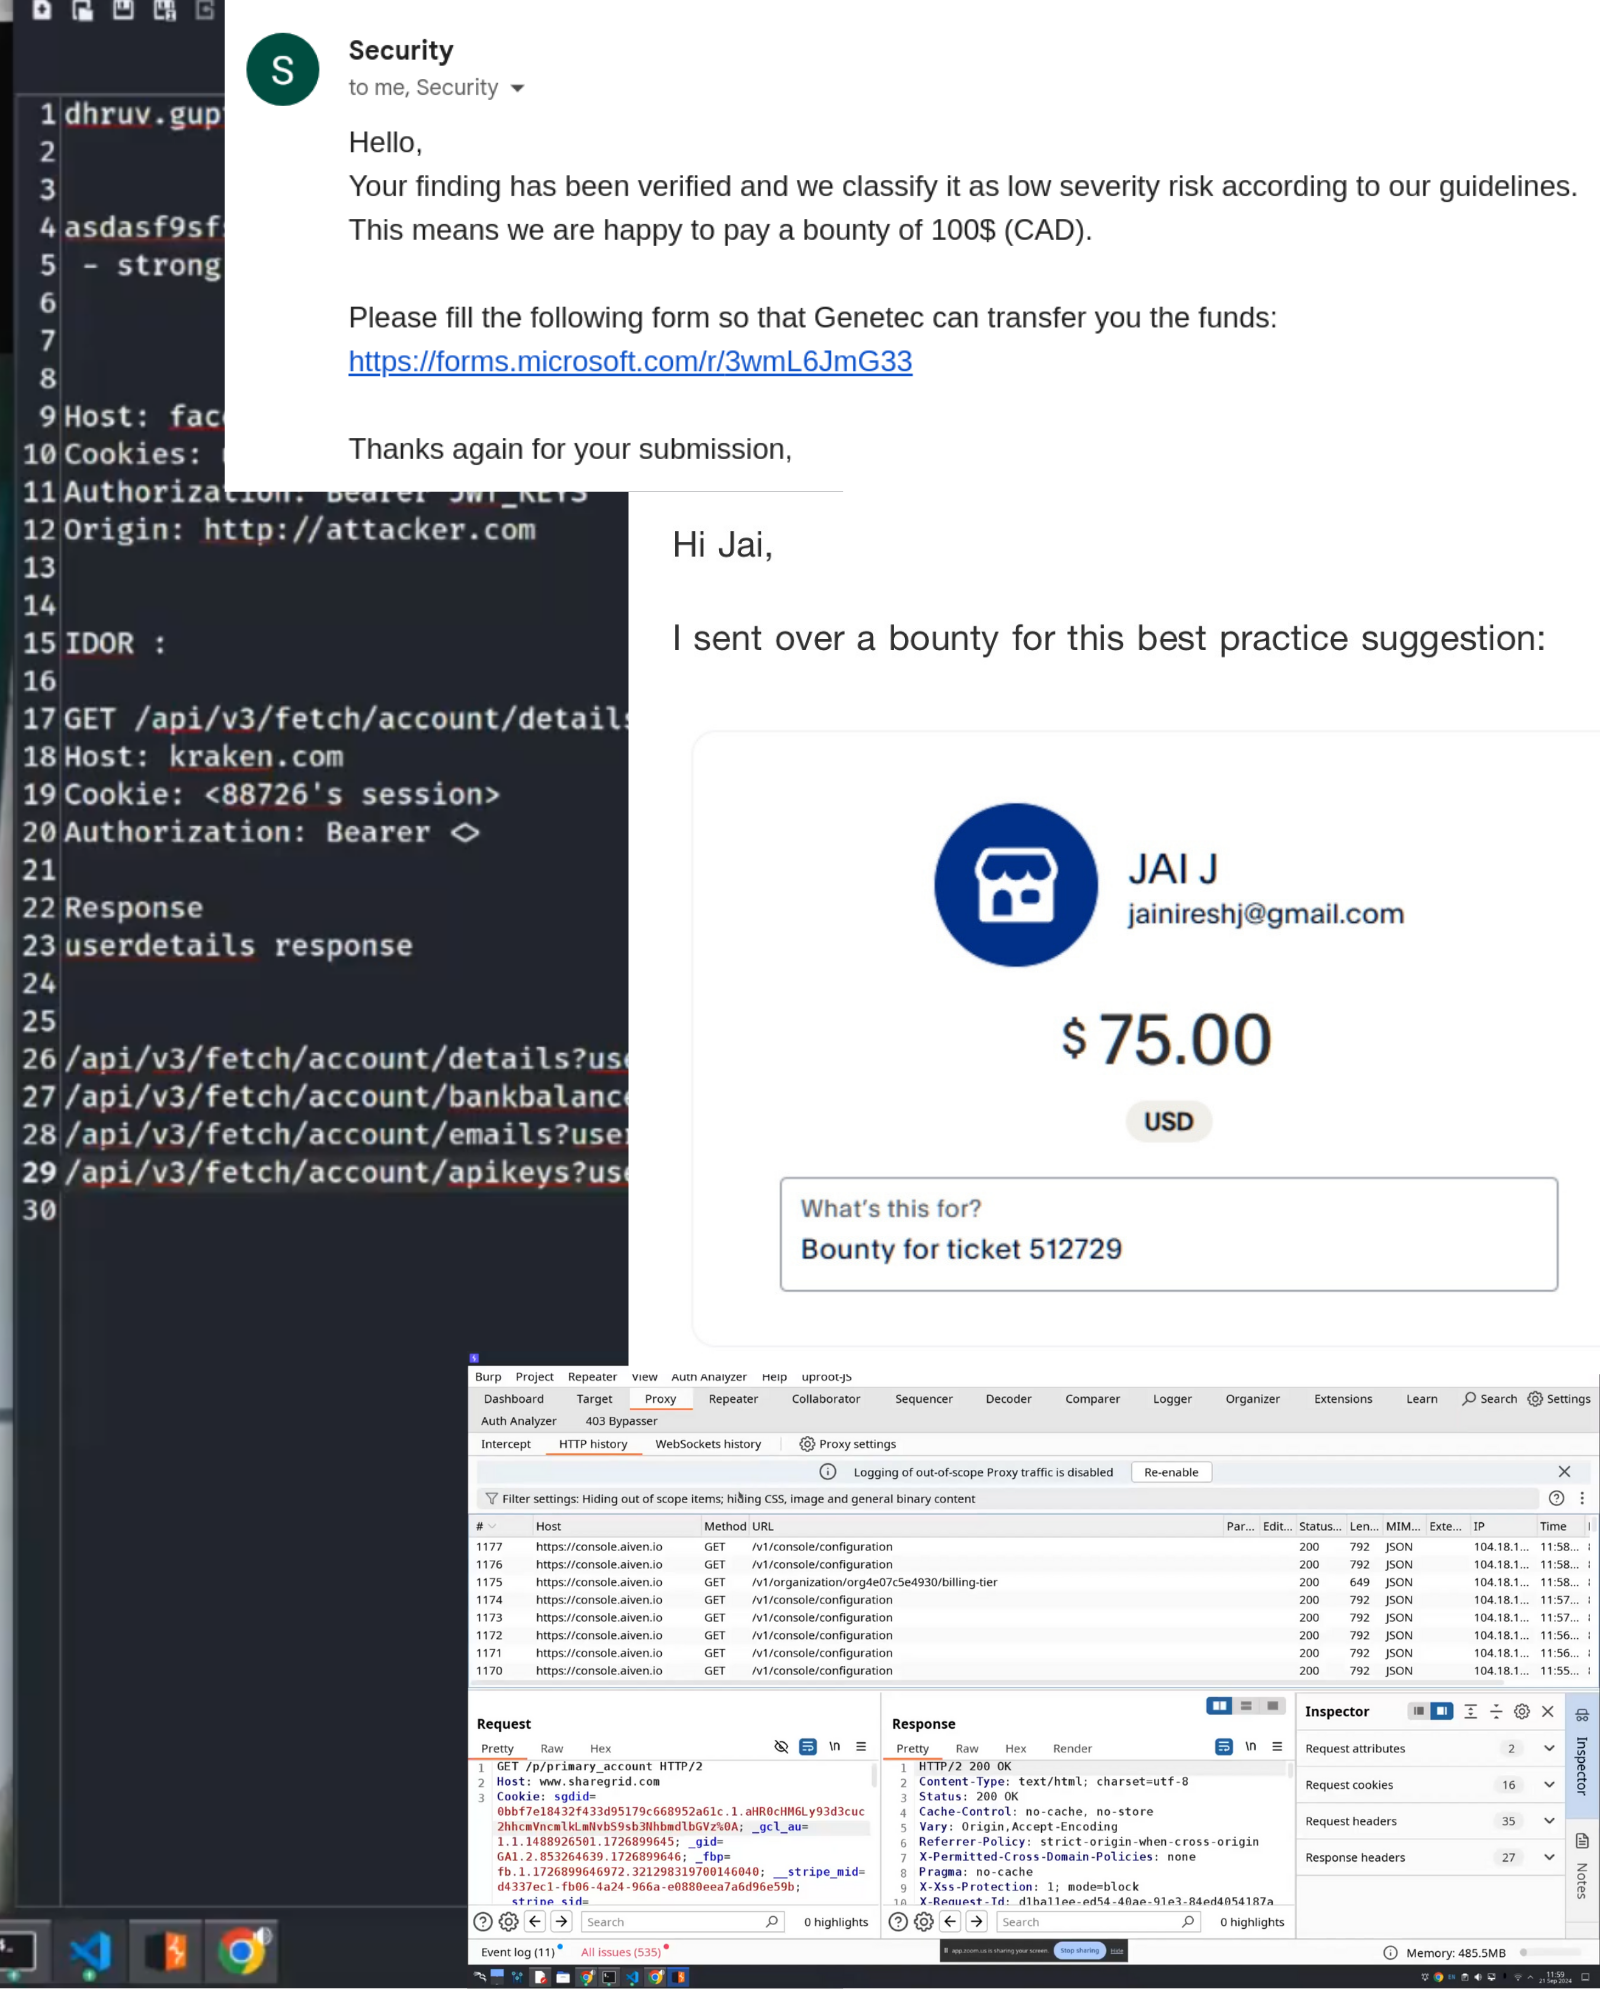 Security
to me, Security
Hello,
Your finding has been verified and we classify it as low severity risk according to our guidelines.
This means we are happy to pay a bounty of 100$ (CAD).
Please fill the following form so that Genetec can transfer you the funds:
https://forms.microsoft.com/r/3wmL6JmG33
Thanks again for your submission,
S
1 dhruv.gup
2
3
4 asdasf9sf
5 - strong
6
7
8
9 Host: fac
10 Cookies:
11 Authorization: Bearer JWT_KEYS
12 Origin: http://attacker.com
13
14
15 IDOR :
16
17 GET /api/v3/fetch/account/details
18 Host: kraken.com
19 Cookie: <88726's session>
20 Authorization: Bearer <>
21
22 Response
23 userdetails response
24
25
26 /api/v3/fetch/account/details?use
27 /api/v3/fetch/account/bankbalance
28 /api/v3/fetch/account/emails?use
29 /api/v3/fetch/account/apikeys?use
30
Hi Jai,
I sent over a bounty for this best practice suggestion:
JAI J
jainireshj@gmail.com
$ 75.00
USD
What's this for?
Bounty for ticket 512729
Burp Project Repeater View Auth Analyzer Help uproot-JS
Dashboard Target Proxy Repeater Collaborator Sequencer Decoder Comparer Logger Organizer Extensions Learn Search Settings
Auth Analyzer 403 Bypasser
Intercept HTTP history WebSockets history Proxy settings
Logging of out-of-scope Proxy traffic is disabled Re-enable
Filter settings: Hiding out of scope items; hiding CSS, image and general binary content
# Host Method URL Par... Edit... Status... Len... MIM... Exte... IP Time
1177 https://console.aiven.io GET /v1/console/configuration 200 792 JSON 104.18.1... 11:58...
1176 https://console.aiven.io GET /v1/console/configuration 200 792 JSON 104.18.1... 11:58...
1175 https://console.aiven.io GET /v1/organization/org4e07c5e4930/billing-tier 200 649 JSON 104.18.1... 11:58...
1174 https://console.aiven.io GET /v1/console/configuration 200 792 JSON 104.18.1... 11:57...
1173 https://console.aiven.io GET /v1/console/configuration 200 792 JSON 104.18.1... 11:57...
1172 https://console.aiven.io GET /v1/console/configuration 200 792 JSON 104.18.1... 11:56...
1171 https://console.aiven.io GET /v1/console/configuration 200 792 JSON 104.18.1... 11:56...
1170 https://console.aiven.io GET /v1/console/configuration 200 792 JSON 104.18.1... 11:55...
Request
Pretty Raw Hex \n
1 GET /p/primary_account HTTP/2
2 Host: www.sharegrid.com
3 Cookie: sgdid=
0bbf7e18432f433d95179c668952a61c.1.aHR0cHM6Ly93d3cuc
2hhcmVncmlkLmNvbS9sb3NhbmdlbGVz%0A; _gcl_au=
1.1.1488926501.1726899645; _gid=
GA1.2.853264639.1726899646; _fbp=
fb.1.1726899646972.321298319700146040; __stripe_mid=
d4337ec1-fb06-4a24-966a-e0880eea7a6d96e59b;
__stripe_sid=
Search 0 highlights
Response
Pretty Raw Hex Render \n
1 HTTP/2 200 OK
2 Content-Type: text/html; charset=utf-8
3 Status: 200 OK
4 Cache-Control: no-cache, no-store
5 Vary: Origin,Accept-Encoding
6 Referrer-Policy: strict-origin-when-cross-origin
7 X-Permitted-Cross-Domain-Policies: none
8 Pragma: no-cache
9 X-Xss-Protection: 1; mode=block
10 X-Request-Id: d1ba11ee-ed54-40ae-91e3-84ed4054187a
Search 0 highlights
Inspector
Request attributes 2
Request cookies 16
Request headers 35
Response headers 27
Inspector
Notes
Event log (11) All issues (535)
app.zoom.us is sharing your screen. Stop sharing Hide
Memory: 485.5MB
11:59
21 Sep 2024